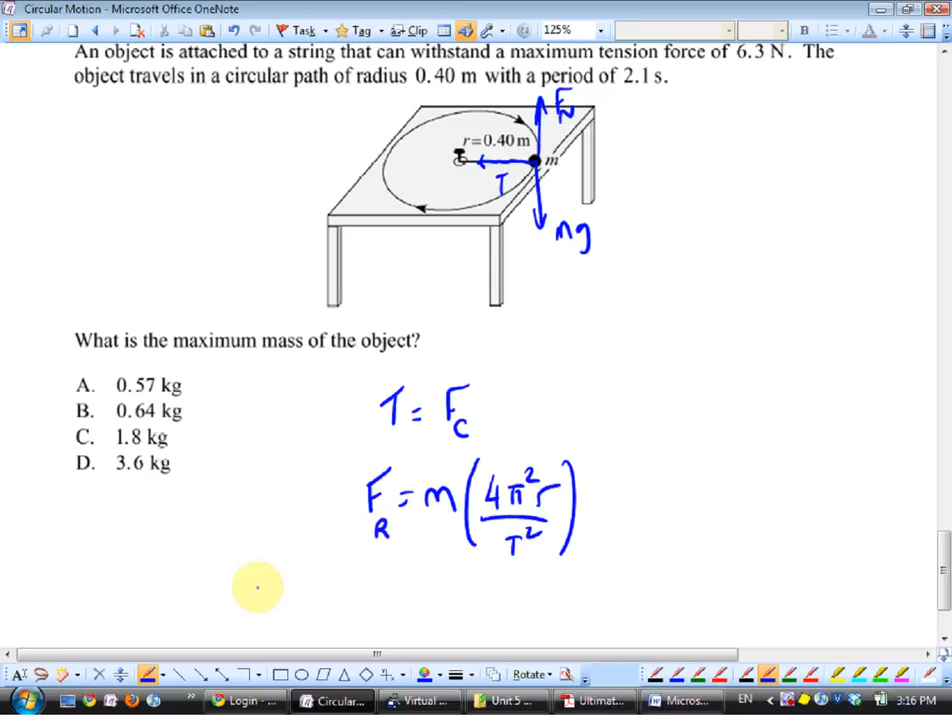 Circular Motion - Microsoft Office OneNote
Task Tag Clip 125% B A
An object is attached to a string that can withstand a maximum tension force of 6.3 N. The
object travels in a circular path of radius 0.40 m with a period of 2.1 s.
F_N
r=0.40 m
m
T
mg
What is the maximum mass of the object?
A. 0.57 kg
B. 0.64 kg
C. 1.8 kg
D. 3.6 kg
T = F_C
F_R = m(4π²r/T²)
Rotate
Login - ... Circular... Virtual ... Unit 5 ... Ultimat... Micros... EN 3:16 PM